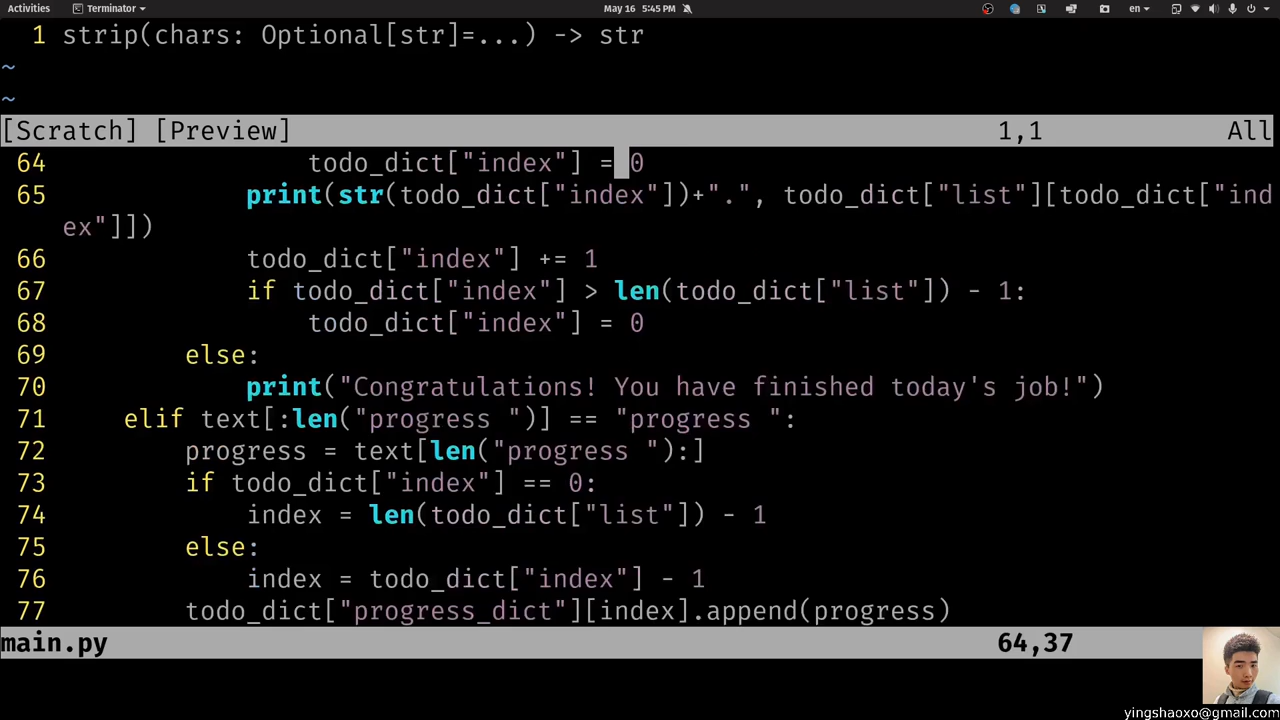 Activities Terminator May 16 5:45 PM en
1 strip(chars: Optional[str]=...) -> str
~
~
[Scratch] [Preview] 1,1 All
64 todo_dict["index"] = 0
65 print(str(todo_dict["index"])+".", todo_dict["list"][todo_dict["ind
ex"]])
66 todo_dict["index"] += 1
67 if todo_dict["index"] > len(todo_dict["list"]) - 1:
68 todo_dict["index"] = 0
69 else:
70 print("Congratulations! You have finished today's job!")
71 elif text[:len("progress ")] == "progress ":
72 progress = text[len("progress "):]
73 if todo_dict["index"] == 0:
74 index = len(todo_dict["list"]) - 1
75 else:
76 index = todo_dict["index"] - 1
77 todo_dict["progress_dict"][index].append(progress)
main.py 64,37
yingshaoxo@gmail.com